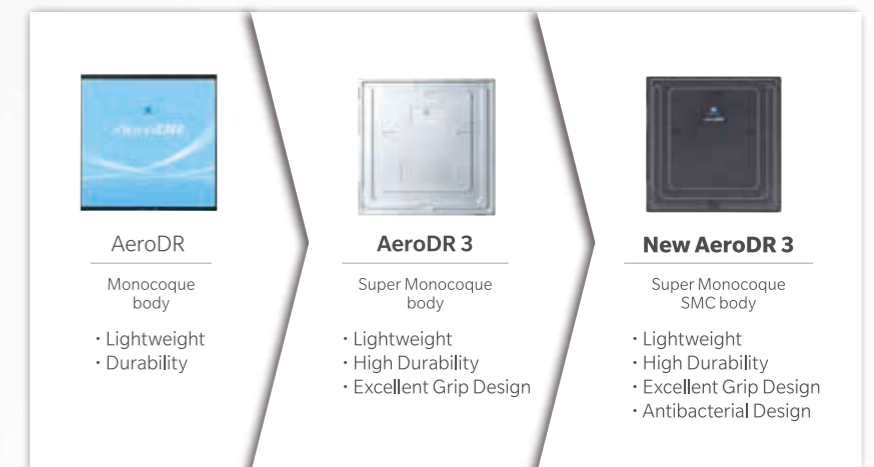 AeroDR
AeroDR
Monocoque
body
・Lightweight
・Durability
AeroDR 3
Super Monocoque
body
・Lightweight
・High Durability
・Excellent Grip Design
New AeroDR 3
Super Monocoque
SMC body
・Lightweight
・High Durability
・Excellent Grip Design
・Antibacterial Design